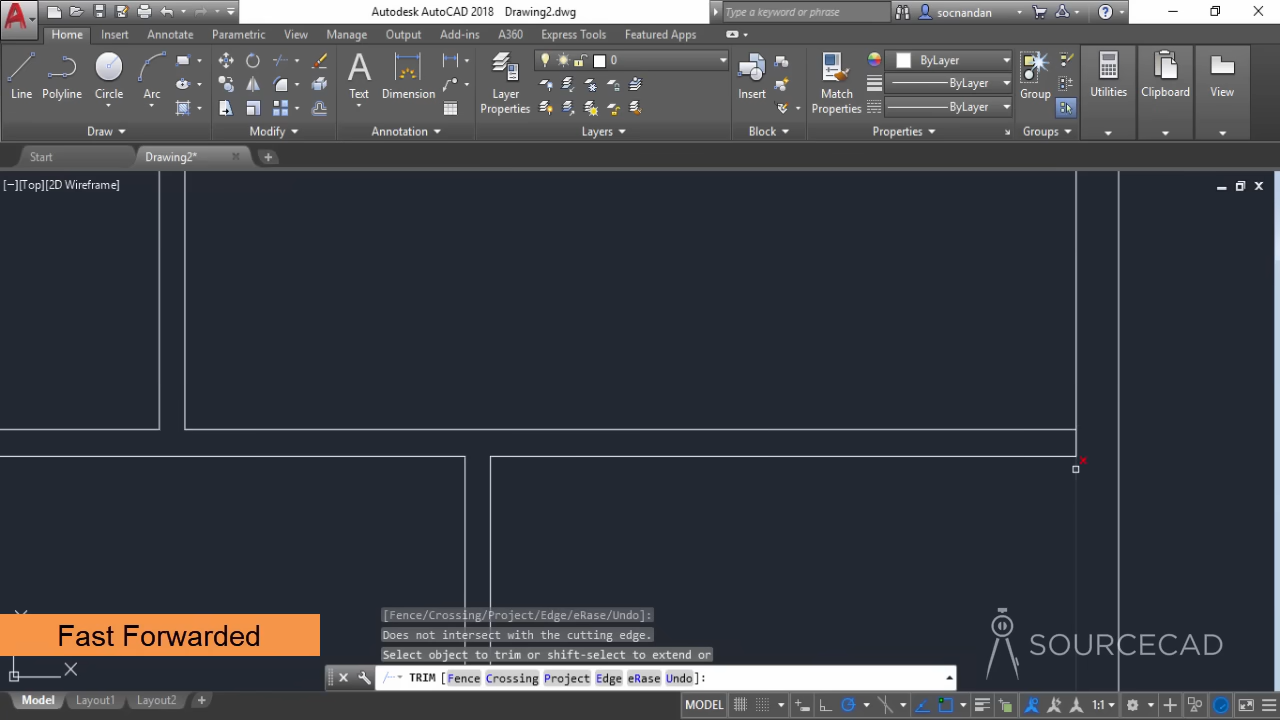 Autodesk AutoCAD 2018 Drawing2.dwg
Type a keyword or phrase
socnandan
Home Insert Annotate Parametric View Manage Output Add-ins A360 Express Tools Featured Apps
Line Polyline Circle Arc
Text Dimension
Layer Properties
0
Insert
Match Properties
ByLayer
ByLayer
ByLayer
Group
Utilities
Clipboard
View
Draw Modify Annotation Layers Block Properties Groups
Start Drawing2*
[−][Top][2D Wireframe]
[Fence/Crossing/Project/Edge/eRase/Undo]:
Does not intersect with the cutting edge.
Select object to trim or shift-select to extend or
TRIM [Fence Crossing Project Edge eRase Undo]:
Fast Forwarded
X
SOURCECAD
Model Layout1 Layout2
MODEL
1:1